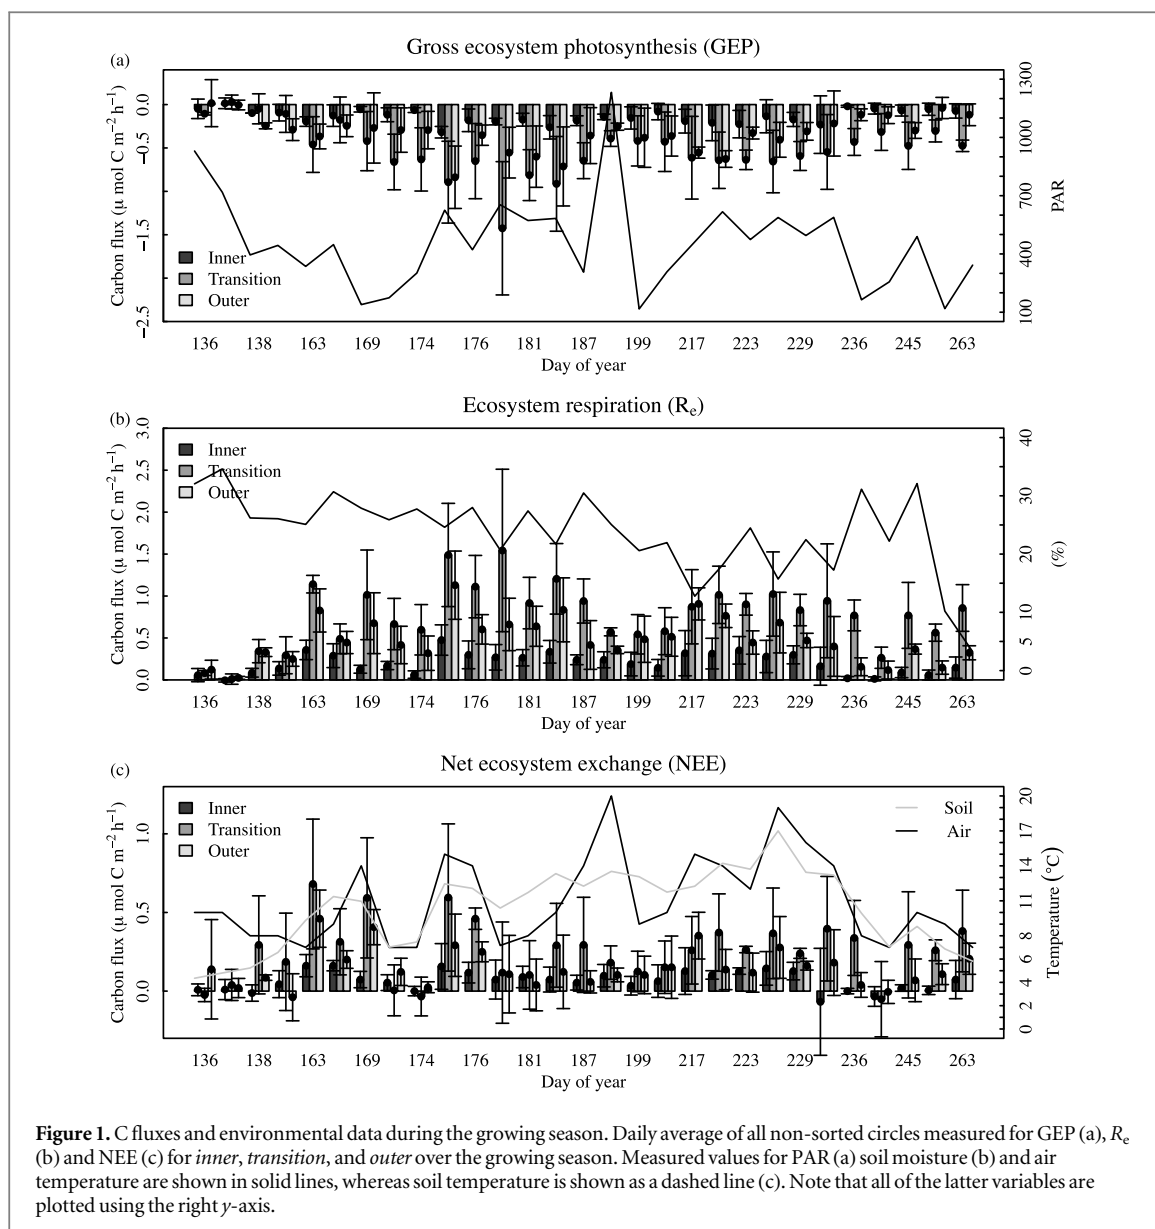 Gross ecosystem photosynthesis (GEP)
(a)
Carbon flux (μ mol C m⁻² h⁻¹)
0.0
−0.5
−1.5
−2.5
Inner
Transition
Outer
1300
1000
700
400
100
PAR
136 138 163 169 174 176 181 187 199 217 223 229 236 245 263
Day of year
Ecosystem respiration (Rₑ)
(b)
Carbon flux (μ mol C m⁻² h⁻¹)
3.0
2.5
2.0
1.5
1.0
0.5
0.0
Inner
Transition
Outer
40
30
20
10
5
0
(%)
136 138 163 169 174 176 181 187 199 217 223 229 236 245 263
Day of year
Net ecosystem exchange (NEE)
(c)
Carbon flux (μ mol C m⁻² h⁻¹)
1.0
0.5
0.0
Inner
Transition
Outer
Soil
Air
20
17
14
11
8
6
4
2
0
Temperature (°C)
136 138 163 169 174 176 181 187 199 217 223 229 236 245 263
Day of year
Figure 1. C fluxes and environmental data during the growing season. Daily average of all non-sorted circles measured for GEP (a), Rₑ
(b) and NEE (c) for inner, transition, and outer over the growing season. Measured values for PAR (a) soil moisture (b) and air
temperature are shown in solid lines, whereas soil temperature is shown as a dashed line (c). Note that all of the latter variables are
plotted using the right y-axis.